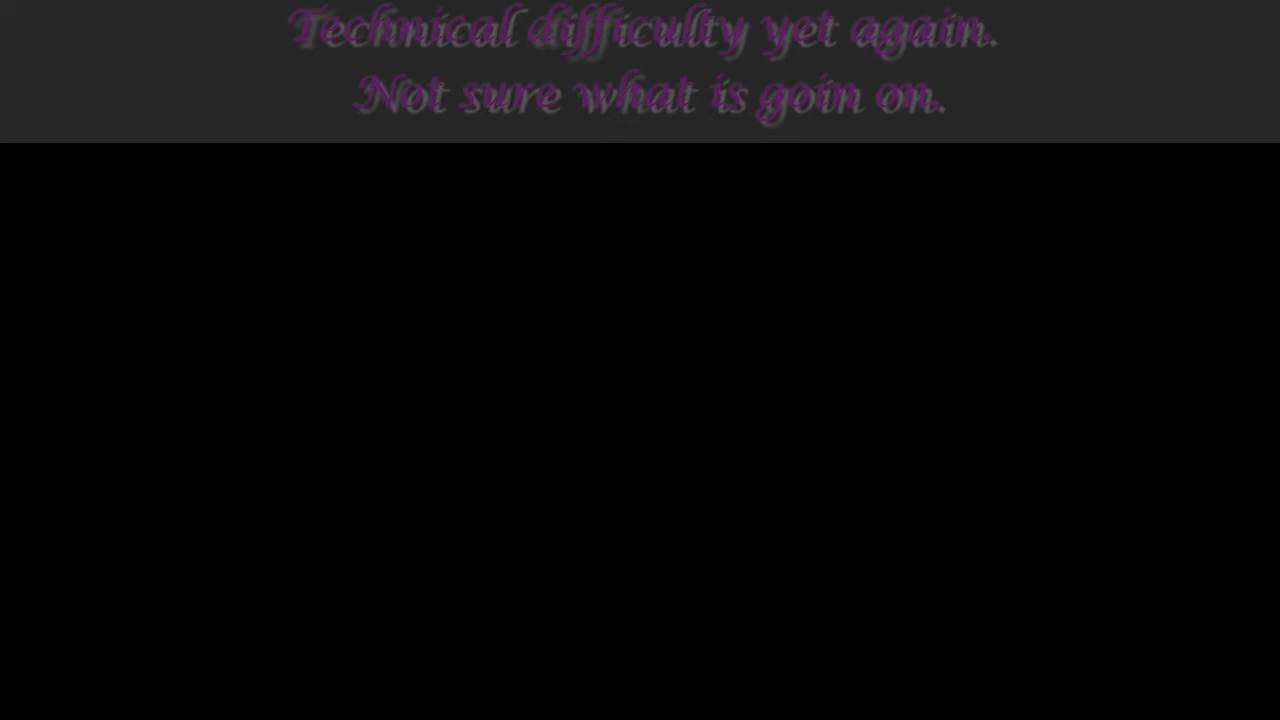 Technical difficulty yet again.
Not sure what is goin on.